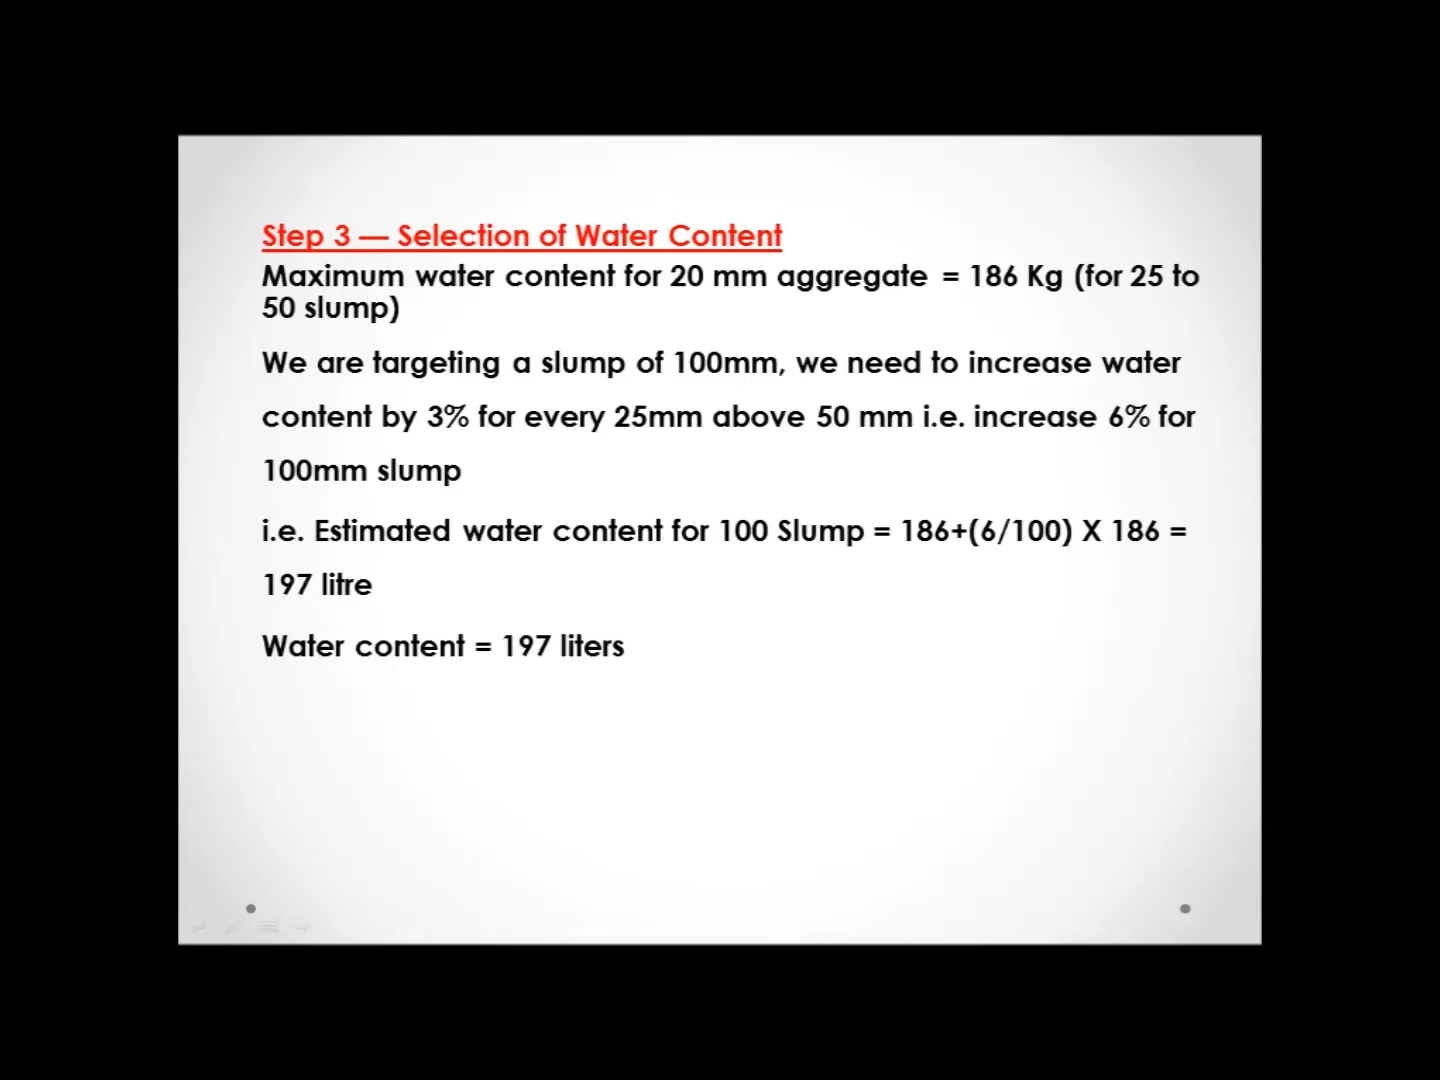 Step 3 — Selection of Water Content
Maximum water content for 20 mm aggregate = 186 Kg (for 25 to
50 slump)
We are targeting a slump of 100mm, we need to increase water
content by 3% for every 25mm above 50 mm i.e. increase 6% for
100mm slump
i.e. Estimated water content for 100 Slump = 186+(6/100) X 186 =
197 litre
Water content = 197 liters